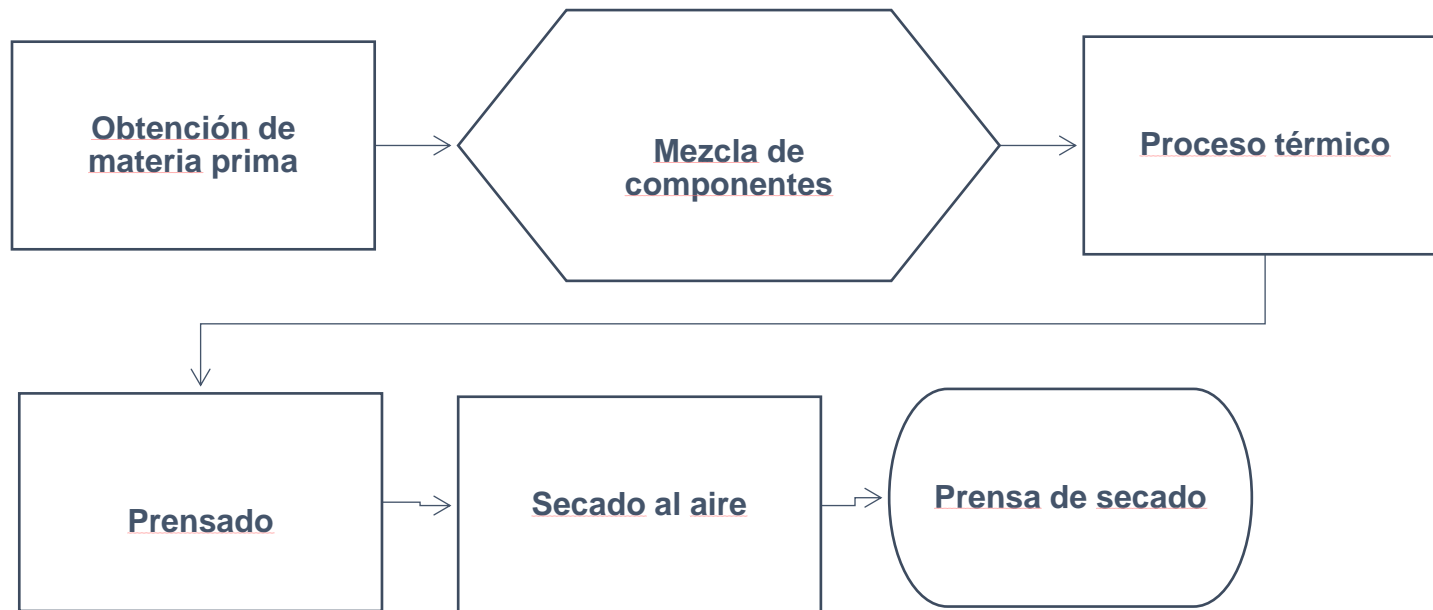 Obtención de
materia prima
Mezcla de
componentes
Proceso térmico
Prensado
Secado al aire
Prensa de secado